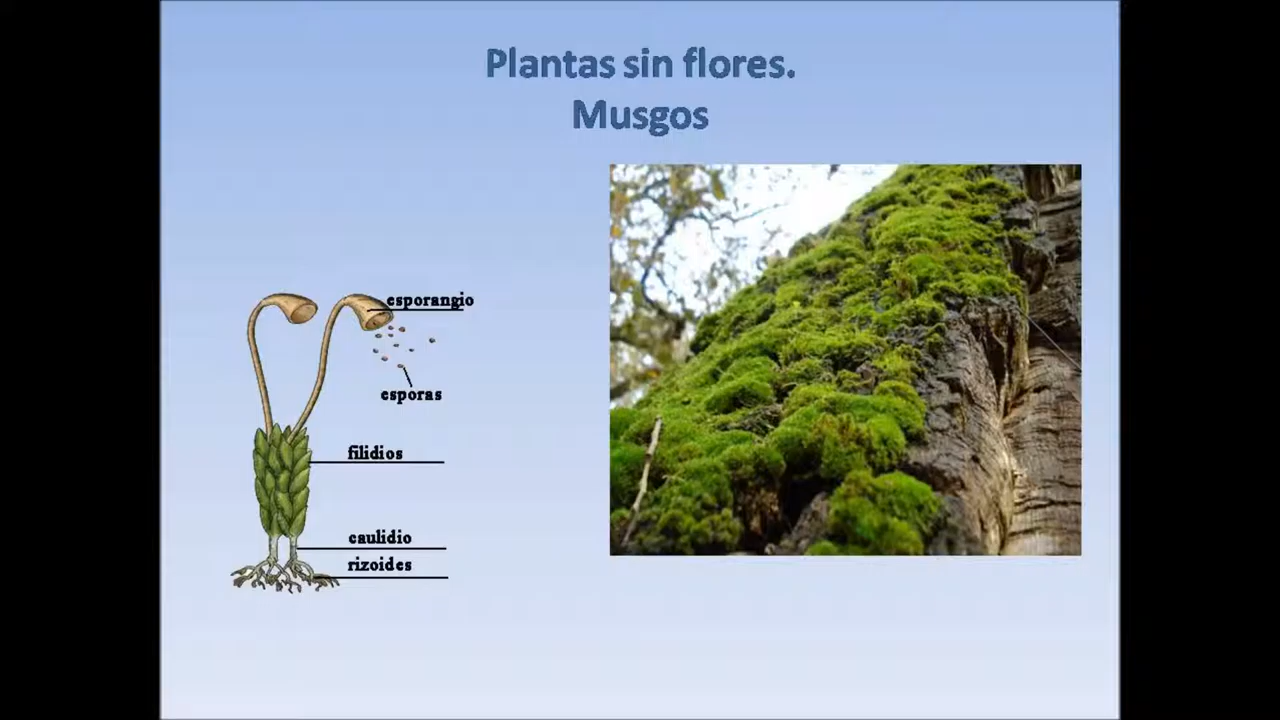 Plantas sin flores.
Musgos
esporangio
esporas
filidios
caulidio
rizoides